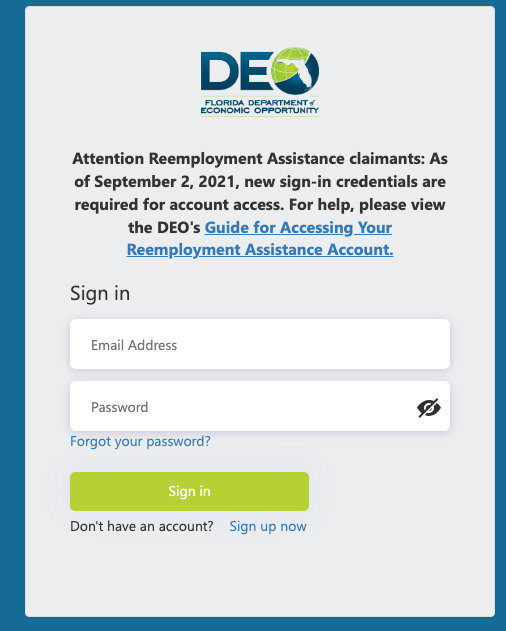 DEO
FLORIDA DEPARTMENT of
ECONOMIC OPPORTUNITY
Attention Reemployment Assistance claimants: As
of September 2, 2021, new sign-in credentials are
required for account access. For help, please view
the DEO's Guide for Accessing Your
Reemployment Assistance Account.
Sign in
Email Address
Password
Forgot your password?
Sign in
Don't have an account? Sign up now